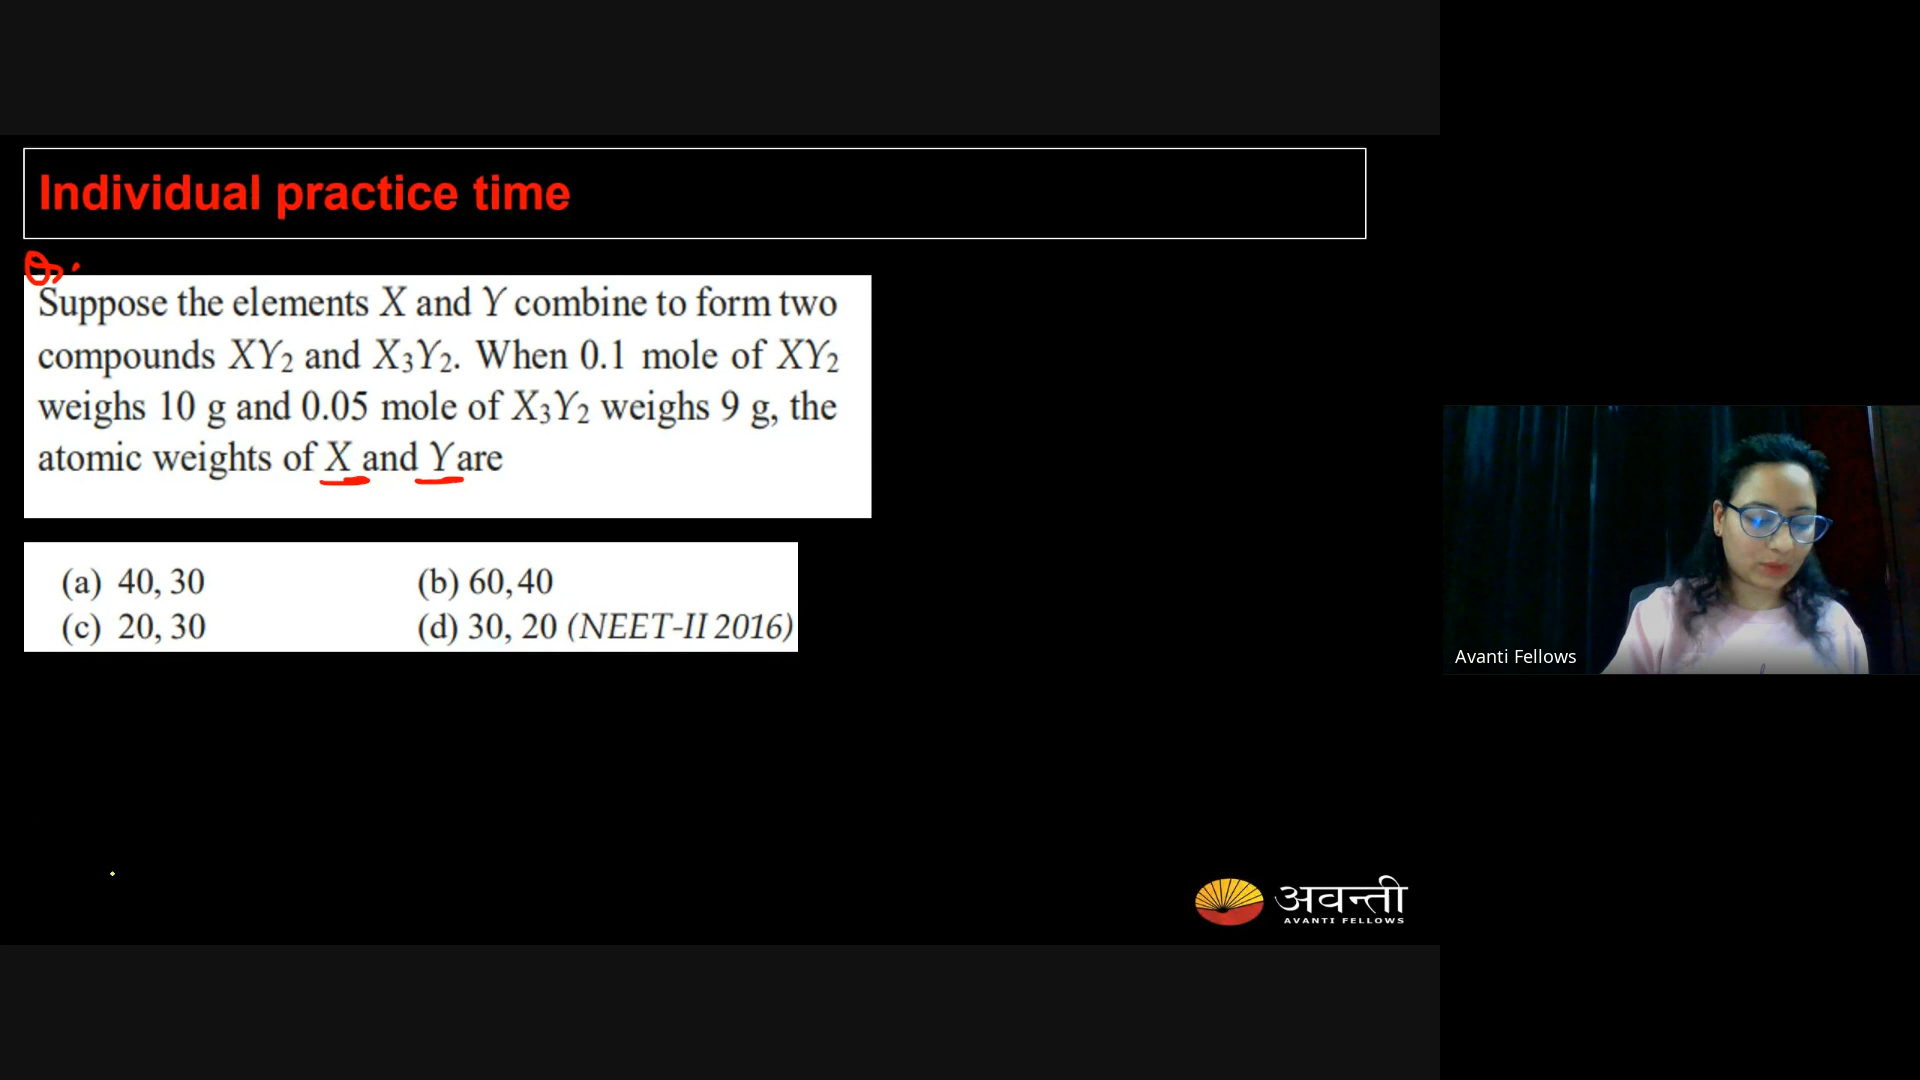 Individual practice time
Q.
Suppose the elements X and Y combine to form two
compounds XY₂ and X₃Y₂. When 0.1 mole of XY₂
weighs 10 g and 0.05 mole of X₃Y₂ weighs 9 g, the
atomic weights of X and Y are
(a) 40, 30 (b) 60, 40
(c) 20, 30 (d) 30, 20 (NEET-II 2016)
Avanti Fellows
अवन्ती
AVANTI FELLOWS